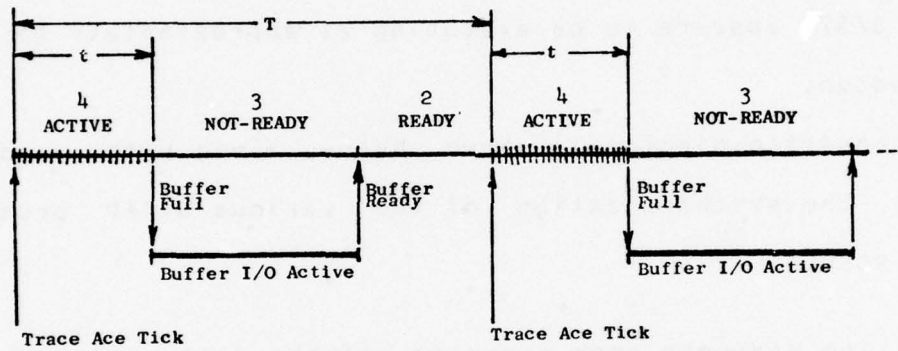 T
t
t
4
3
2
4
3
ACTIVE
NOT-READY
READY
ACTIVE
NOT-READY
Buffer
Full
Buffer
Ready
Buffer
Full
Buffer I/O Active
Buffer I/O Active
Trace Ace Tick
Trace Ace Tick